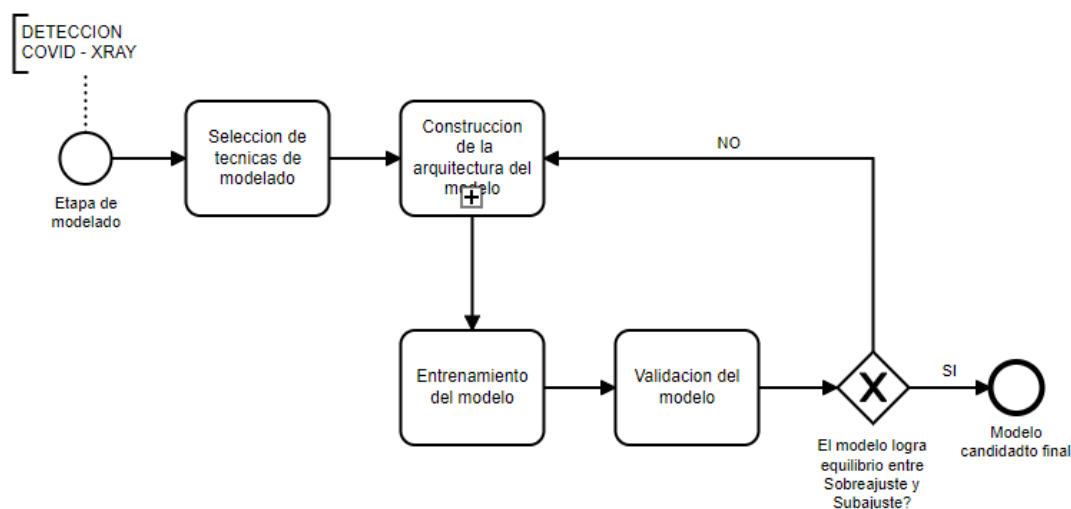 DETECCION
COVID - XRAY
Etapa de
modelado
Seleccion de
tecnicas de
modelado
Construccion
de la
arquitectura del
modelo
NO
Entrenamiento
del modelo
Validacion del
modelo
X
SI
El modelo logra
equilibrio entre
Sobreajuste y
Subajuste?
Modelo
candidadto final